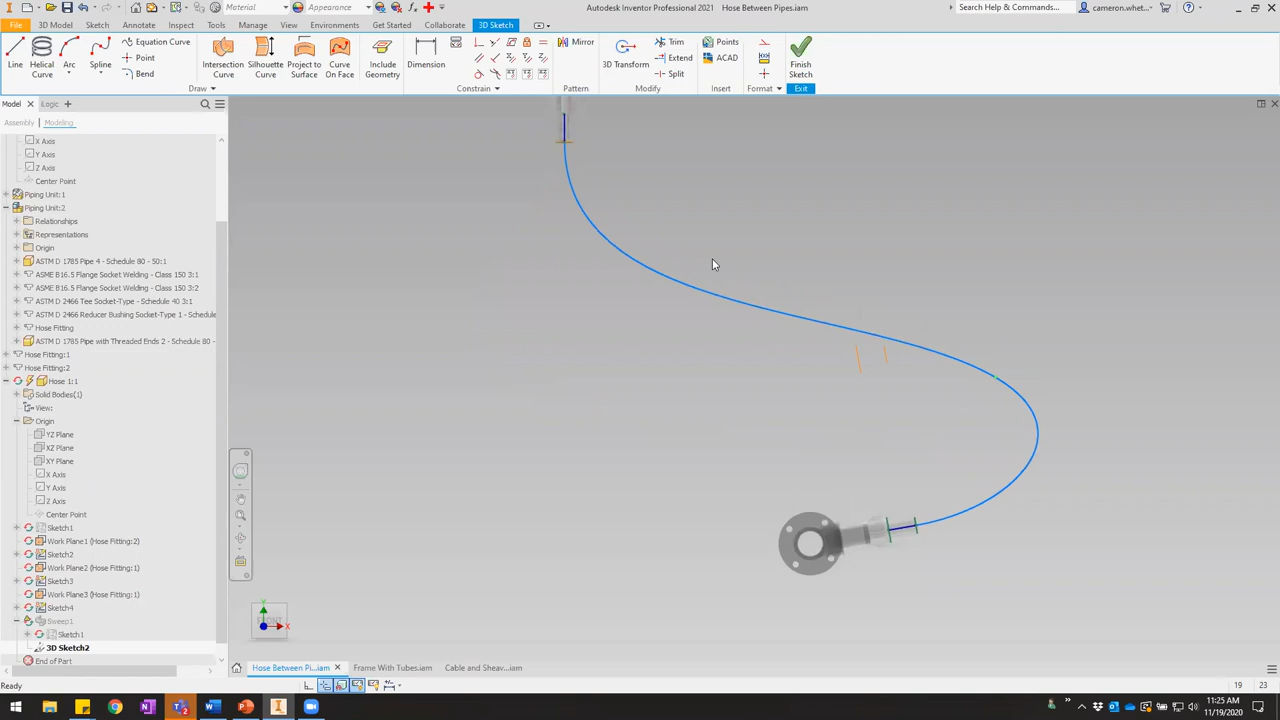 Material
Appearance
Autodesk Inventor Professional 2021 Hose Between Pipes.iam
Search Help & Commands...
cameron.whet...
File 3D Model Sketch Annotate Inspect Tools Manage View Environments Get Started Collaborate 3D Sketch
Line
Helical Curve
Arc
Spline
Equation Curve
Point
Bend
Intersection Curve
Silhouette Curve
Project to Surface
Curve On Face
Include Geometry
Dimension
Mirror
3D Transform
Trim
Extend
Split
Points
ACAD
Finish Sketch
Draw Constrain Pattern Modify Insert Format Exit
Model iLogic
Assembly Modeling
X Axis
Y Axis
Z Axis
Center Point
Piping Unit:1
Piping Unit:2
Relationships
Representations
Origin
ASTM D 1785 Pipe 4 - Schedule 80 - 50:1
ASME B16.5 Flange Socket Welding - Class 150 3:1
ASME B16.5 Flange Socket Welding - Class 150 3:2
ASTM D 2466 Tee Socket-Type - Schedule 40 3:1
ASTM D 2466 Reducer Bushing Socket-Type 1 - Schedule
Hose Fitting
ASTM D 1785 Pipe with Threaded Ends 2 - Schedule 80 -
Hose Fitting:1
Hose Fitting:2
Hose 1:1
Solid Bodies(1)
View:
Origin
YZ Plane
XZ Plane
XY Plane
X Axis
Y Axis
Z Axis
Center Point
Sketch1
Work Plane1 (Hose Fitting:2)
Sketch2
Work Plane2 (Hose Fitting:1)
Sketch3
Work Plane3 (Hose Fitting:1)
Sketch4
Sweep1
Sketch1
3D Sketch2
End of Part
Y
FRONT
X
Hose Between Pi...iam Frame With Tubes.iam Cable and Sheav...iam
Ready
19 23
11:25 AM
11/19/2020